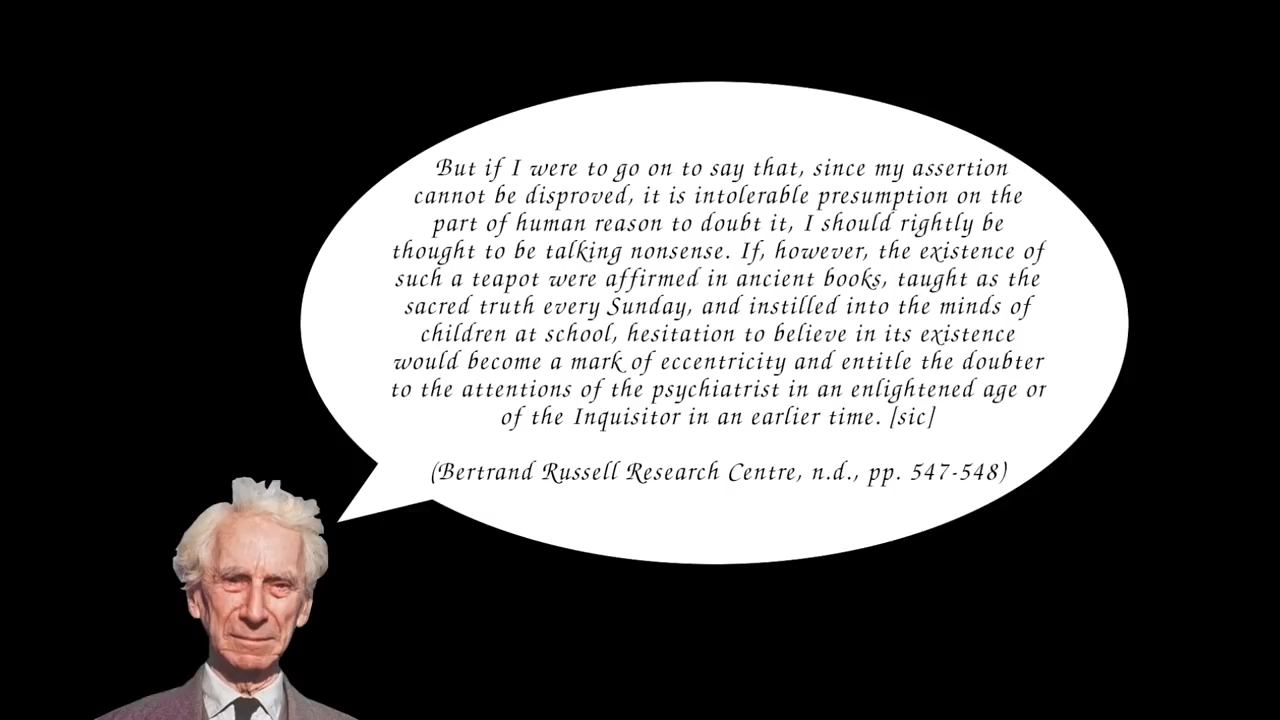 But if I were to go on to say that, since my assertion
cannot be disproved, it is intolerable presumption on the
part of human reason to doubt it, I should rightly be
thought to be talking nonsense. If, however, the existence of
such a teapot were affirmed in ancient books, taught as the
sacred truth every Sunday, and instilled into the minds of
children at school, hesitation to believe in its existence
would become a mark of eccentricity and entitle the doubter
to the attentions of the psychiatrist in an enlightened age or
of the Inquisitor in an earlier time. [sic]
(Bertrand Russell Research Centre, n.d., pp. 547-548)